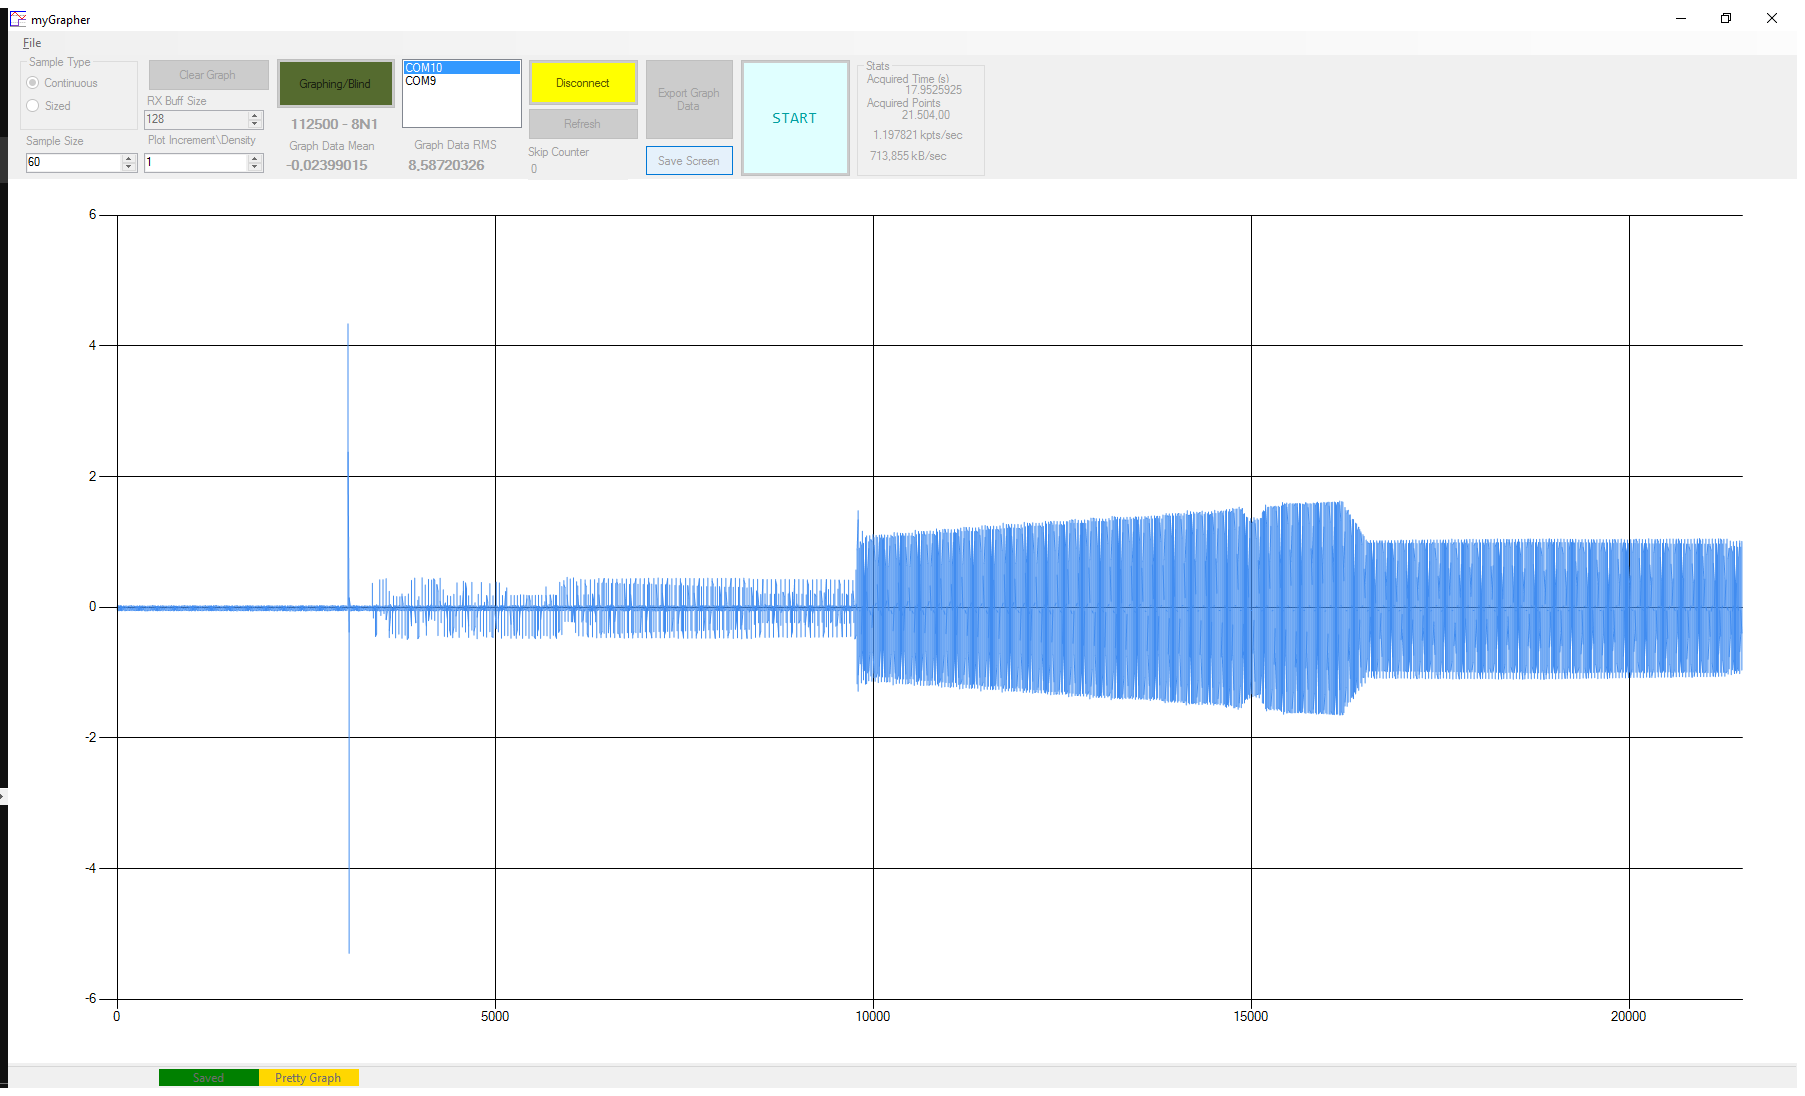 myGrapher
File
Sample Type
Continuous
Sized
Sample Size
60
Clear Graph
RX Buff Size
128
Plot Increment\Density
1
Graphing/Blind
112500 - 8N1
Graph Data Mean
-0,02399015
COM10
COM9
Graph Data RMS
8,58720326
Disconnect
Refresh
Skip Counter
0
Export Graph
Data
Save Screen
START
Stats
Acquired Time (s)
17.9525925
Acquired Points
21.504,00
1.197821 kpts/sec
713,855 kB/sec
6
4
2
0
-2
-4
-6
0
5000
10000
15000
20000
Saved
Pretty Graph